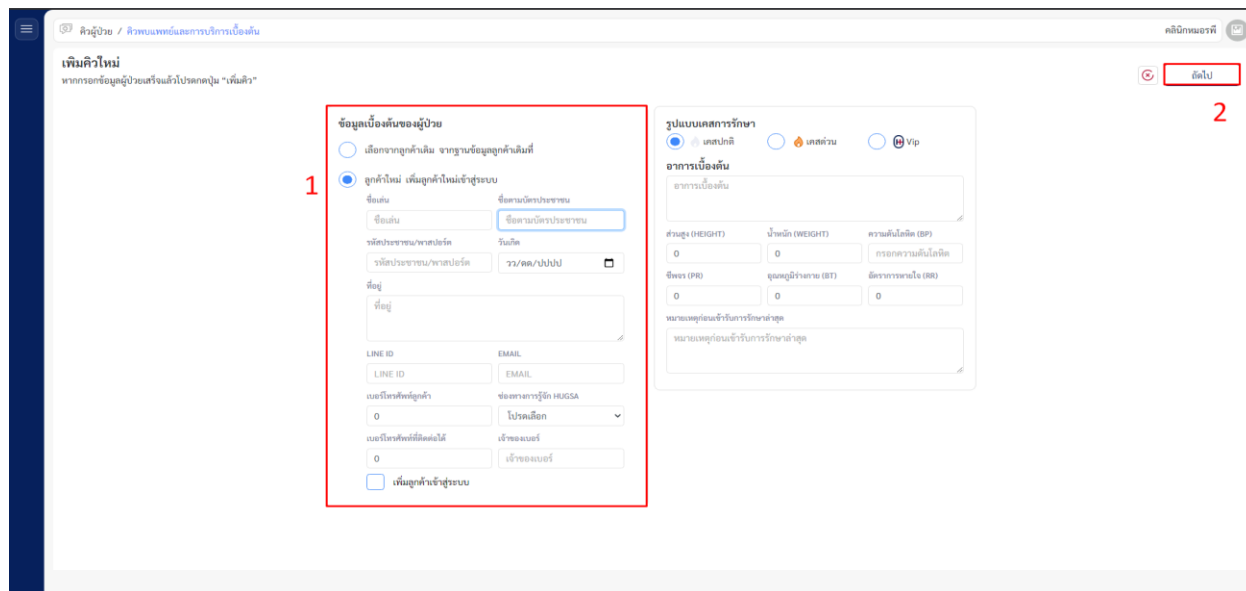 คิวผู้ป่วย / คิวพบแพทย์และการบริการเบื้องต้น
คลินิกหมอรพี
เพิ่มคิวใหม่
หากกรอกข้อมูลผู้ป่วยเสร็จแล้วโปรดกดปุ่ม "เพิ่มคิว"
ถัดไป
2
1
ข้อมูลเบื้องต้นของผู้ป่วย
เลือกจากลูกค้าเดิม จากฐานข้อมูลลูกค้าเดิมที่
ลูกค้าใหม่ เพิ่มลูกค้าใหม่เข้าสู่ระบบ
ชื่อเล่น ชื่อตามบัตรประชาชน
ชื่อเล่น ชื่อตามบัตรประชาชน
รหัสประชาชน/พาสปอร์ต วันเกิด
รหัสประชาชน/พาสปอร์ต วว/ดด/ปปปป
ที่อยู่
ที่อยู่
LINE ID EMAIL
LINE ID EMAIL
เบอร์โทรศัพท์ลูกค้า ช่องทางการรู้จัก HUGSA
0 โปรดเลือก
เบอร์โทรศัพท์ที่ติดต่อได้ เจ้าของเบอร์
0 เจ้าของเบอร์
เพิ่มลูกค้าเข้าสู่ระบบ
รูปแบบเคสการรักษา
เคสปกติ เคสด่วน Vip
อาการเบื้องต้น
อาการเบื้องต้น
ส่วนสูง (HEIGHT) น้ำหนัก (WEIGHT) ความดันโลหิต (BP)
0 0 กรอกความดันโลหิต
ชีพจร (PR) อุณหภูมิร่างกาย (BT) อัตราการหายใจ (RR)
0 0 0
หมายเหตุก่อนเข้ารับการรักษาล่าสุด
หมายเหตุก่อนเข้ารับการรักษาล่าสุด